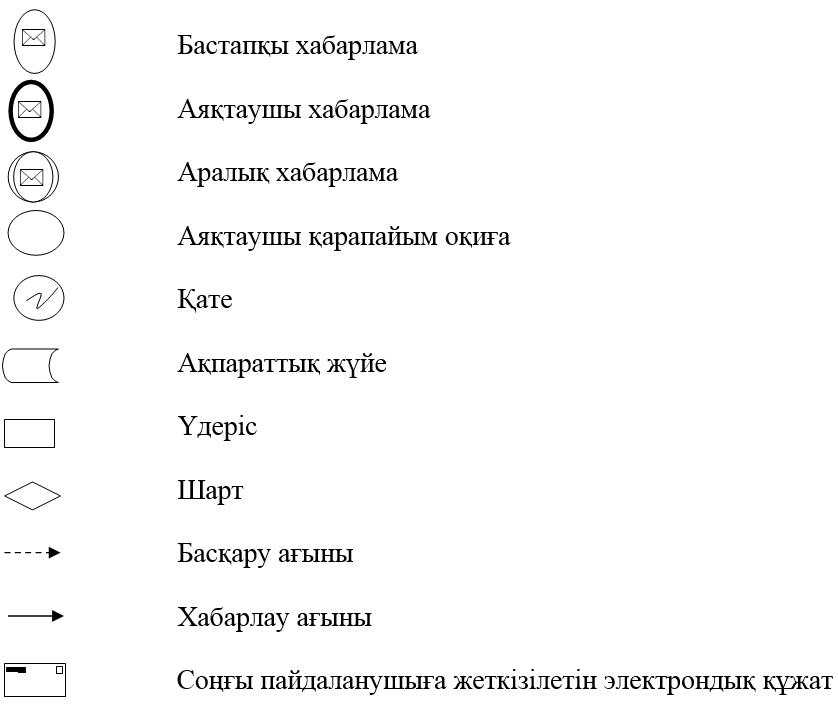 Бастапқы хабарлама
Аяқтаушы хабарлама
Аралық хабарлама
Аяқтаушы қарапайым оқиға
Қате
Ақпараттық жүйе
Үдеріс
Шарт
Басқару ағыны
Хабарлау ағыны
Соңғы пайдаланушыға жеткізілетін электрондық құжат